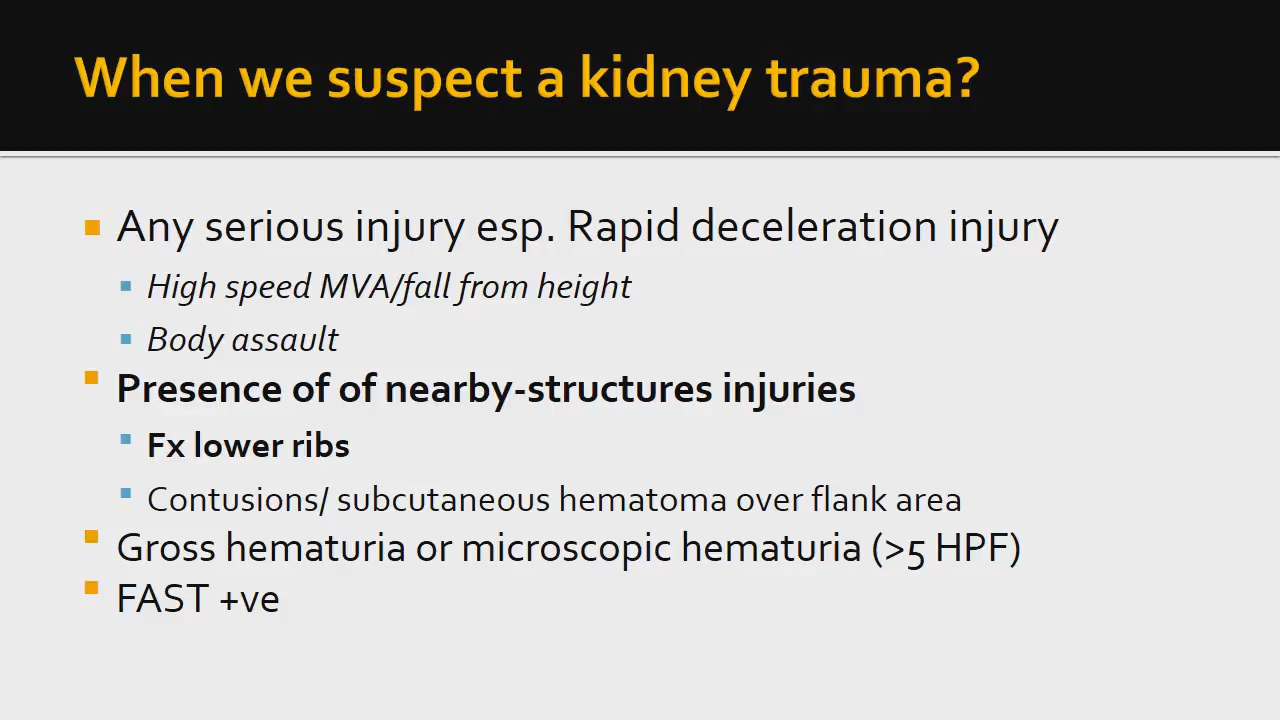 When we suspect a kidney trauma?
Any serious injury esp. Rapid deceleration injury
High speed MVA/fall from height
Body assault
Presence of of nearby-structures injuries
Fx lower ribs
Contusions/ subcutaneous hematoma over flank area
Gross hematuria or microscopic hematuria (>5 HPF)
FAST +ve